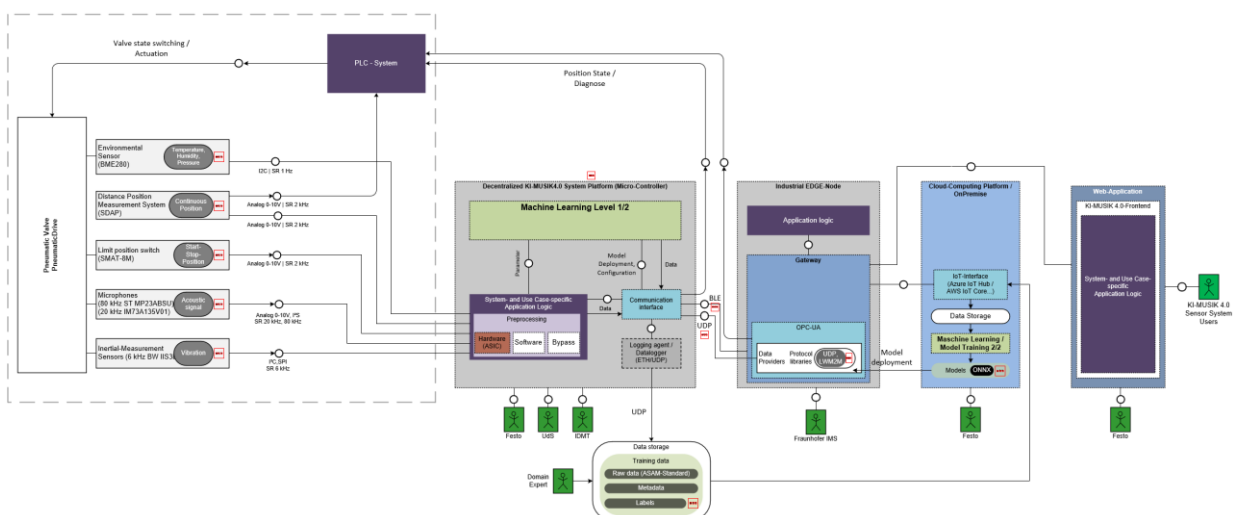 Valve state switching /
Actuation
PLC - System
Position State /
Diagnose
Pneumatic Valve
PneumaticDrive
Environmental
Sensor
(BME280)
Temperature,
Humidity,
Pressure
I2C | SR 1 Hz
Distance Position
Measurement System
(SDAP)
Continuous
Position
Analog 0-10V | SR 2 kHz
Analog 0-10V | SR 2 kHz
Limit position switch
(SMAT-8M)
Start-
Stop-
Position
Analog 0-10V | SR 2 kHz
Microphones
(80 kHz ST MP23ABSU)
(20 kHz IM73A135V01)
Acoustic
signal
Analog 0-10V, I²S
SR 20 kHz, 80 kHz
Inertial-Measurement
Sensors (6 kHz BW IIS3
Vibration
I²C,SPI
SR 6 kHz
Decentralized KI-MUSIK4.0 System Platform (Micro-Controller)
Machine Learning Level 1/2
Parameter
Model
Deployment,
Configuration
Data
System- and Use Case-specific
Application Logic
Preprocessing
Hardware
(ASIC)
Software
Bypass
Data
Communication
interface
Logging agent /
Datalogger
(ETH/UDP)
BLE
UDP
UDP
Festo
UdS
IDMT
Industrial EDGE-Node
Application logic
Gateway
OPC-UA
Data
Providers
Protocol
libraries
UDP,
LWM2M
Fraunhofer IMS
Model
deployment
Cloud-Computing Platform /
OnPremise
IoT-Interface
(Azure IoT Hub /
AWS IoT Core...)
Data Storage
Maschine Learning /
Model Training 2/2
Models
ONNX
Festo
Web-Application
KI-MUSIK 4.0-Frontend
System- and Use Case-
specific
Application Logic
Festo
KI-MUSIK 4.0
Sensor System
Users
Domain
Expert
Data storage
Training data
Raw data (ASAM-Standard)
Metadata
Labels